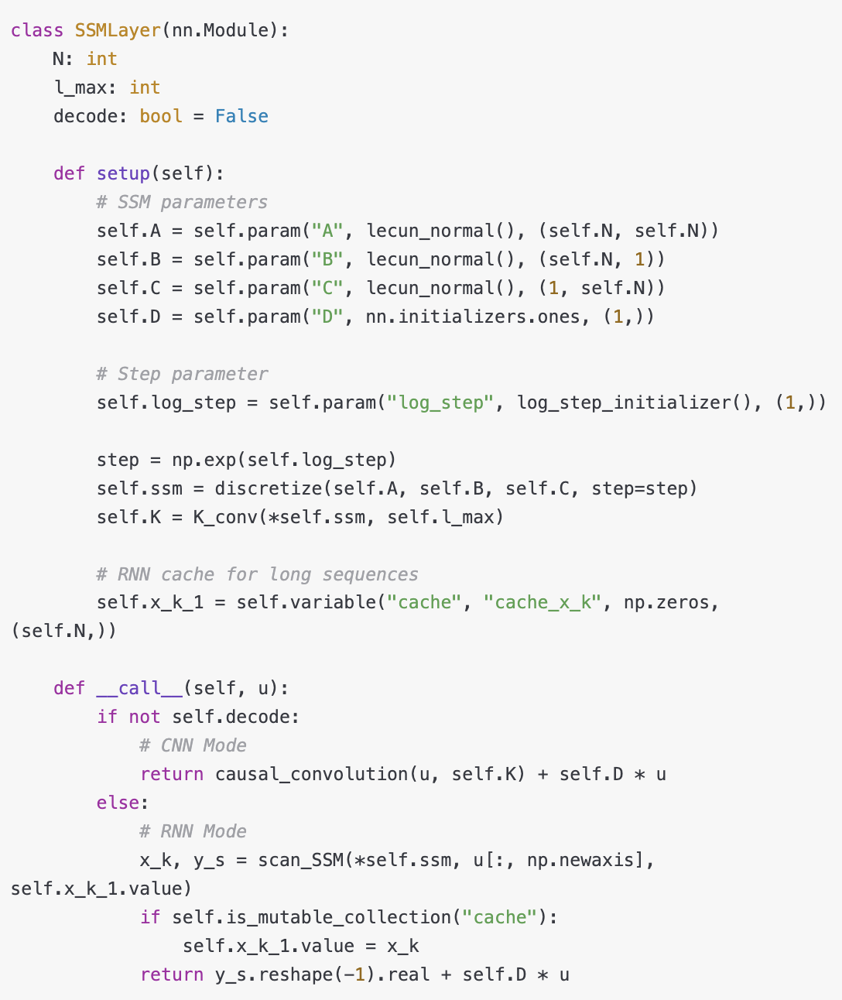 class SSMLayer(nn.Module):
    N: int
    l_max: int
    decode: bool = False

    def setup(self):
        # SSM parameters
        self.A = self.param("A", lecun_normal(), (self.N, self.N))
        self.B = self.param("B", lecun_normal(), (self.N, 1))
        self.C = self.param("C", lecun_normal(), (1, self.N))
        self.D = self.param("D", nn.initializers.ones, (1,))

        # Step parameter
        self.log_step = self.param("log_step", log_step_initializer(), (1,))

        step = np.exp(self.log_step)
        self.ssm = discretize(self.A, self.B, self.C, step=step)
        self.K = K_conv(*self.ssm, self.l_max)

        # RNN cache for long sequences
        self.x_k_1 = self.variable("cache", "cache_x_k", np.zeros,
(self.N,))

    def __call__(self, u):
        if not self.decode:
            # CNN Mode
            return causal_convolution(u, self.K) + self.D * u
        else:
            # RNN Mode
            x_k, y_s = scan_SSM(*self.ssm, u[:, np.newaxis],
self.x_k_1.value)
            if self.is_mutable_collection("cache"):
                self.x_k_1.value = x_k
            return y_s.reshape(-1).real + self.D * u